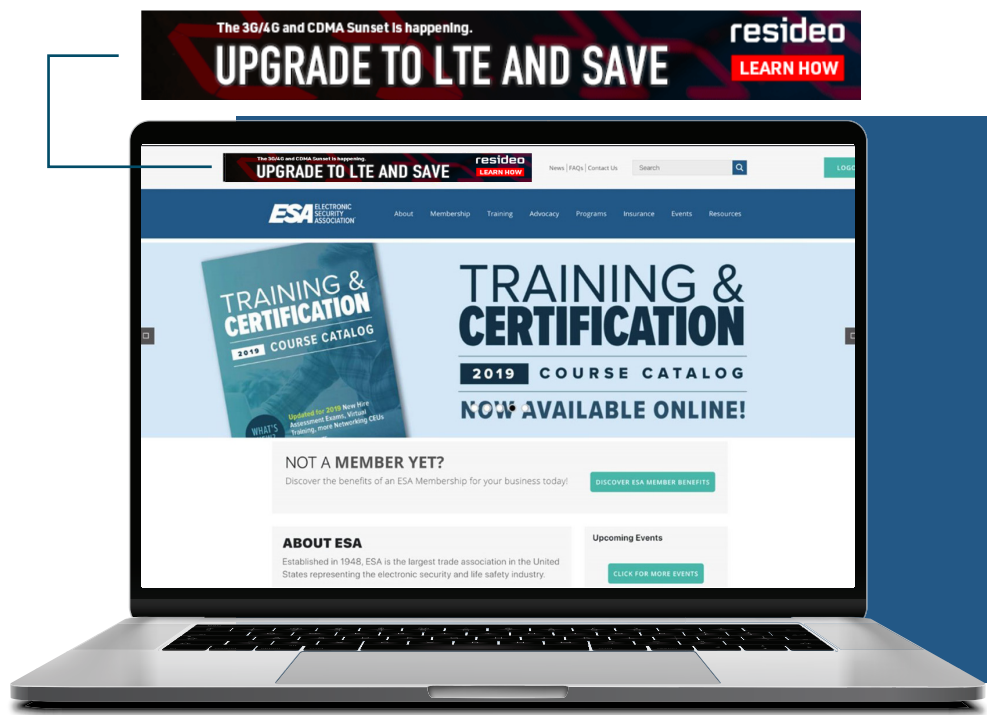 The 3G/4G and CDMA Sunset is happening.
UPGRADE TO LTE AND SAVE
resideo
LEARN HOW
The 3G/4G and CDMA Sunset is happening.
UPGRADE TO LTE AND SAVE
resideo
LEARN HOW
News | FAQs | Contact Us
Search
LOGO
ESA ELECTRONIC
SECURITY
ASSOCIATION
About Membership Training Advocacy Programs Insurance Events Resources
TRAINING &
CERTIFICATION
2019 COURSE CATALOG
Updated for 2019 New Hire
Assessment Exams, Virtual
Training, more Networking CEUs
WHAT'S
TRAINING &
CERTIFICATION
2019 COURSE CATALOG
NOW AVAILABLE ONLINE!
NOT A MEMBER YET?
Discover the benefits of an ESA Membership for your business today!
DISCOVER ESA MEMBER BENEFITS
ABOUT ESA
Established in 1948, ESA is the largest trade association in the United
States representing the electronic security and life safety industry.
Upcoming Events
CLICK FOR MORE EVENTS